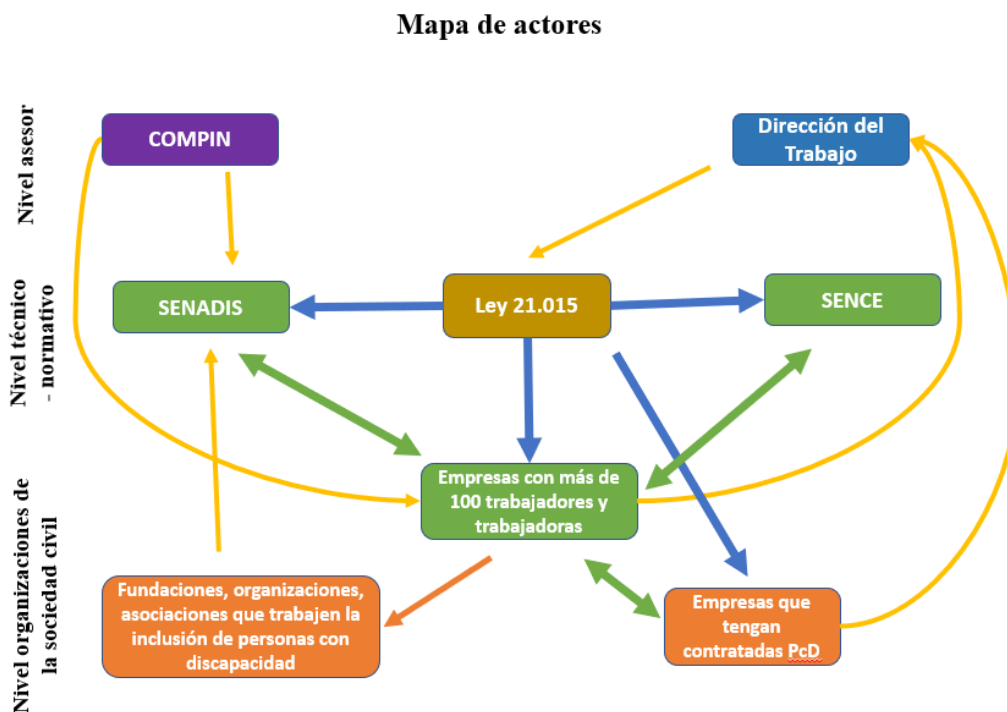 Mapa de actores
Nivel asesor
COMPIN
Dirección del
Trabajo
Nivel técnico
- normativo
SENADIS
Ley 21.015
SENCE
Nivel organizaciones de
la sociedad civil
Empresas con más de
100 trabajadores y
trabajadoras
Fundaciones, organizaciones,
asociaciones que trabajen la
inclusión de personas con
discapacidad
Empresas que
tengan
contratadas PcD